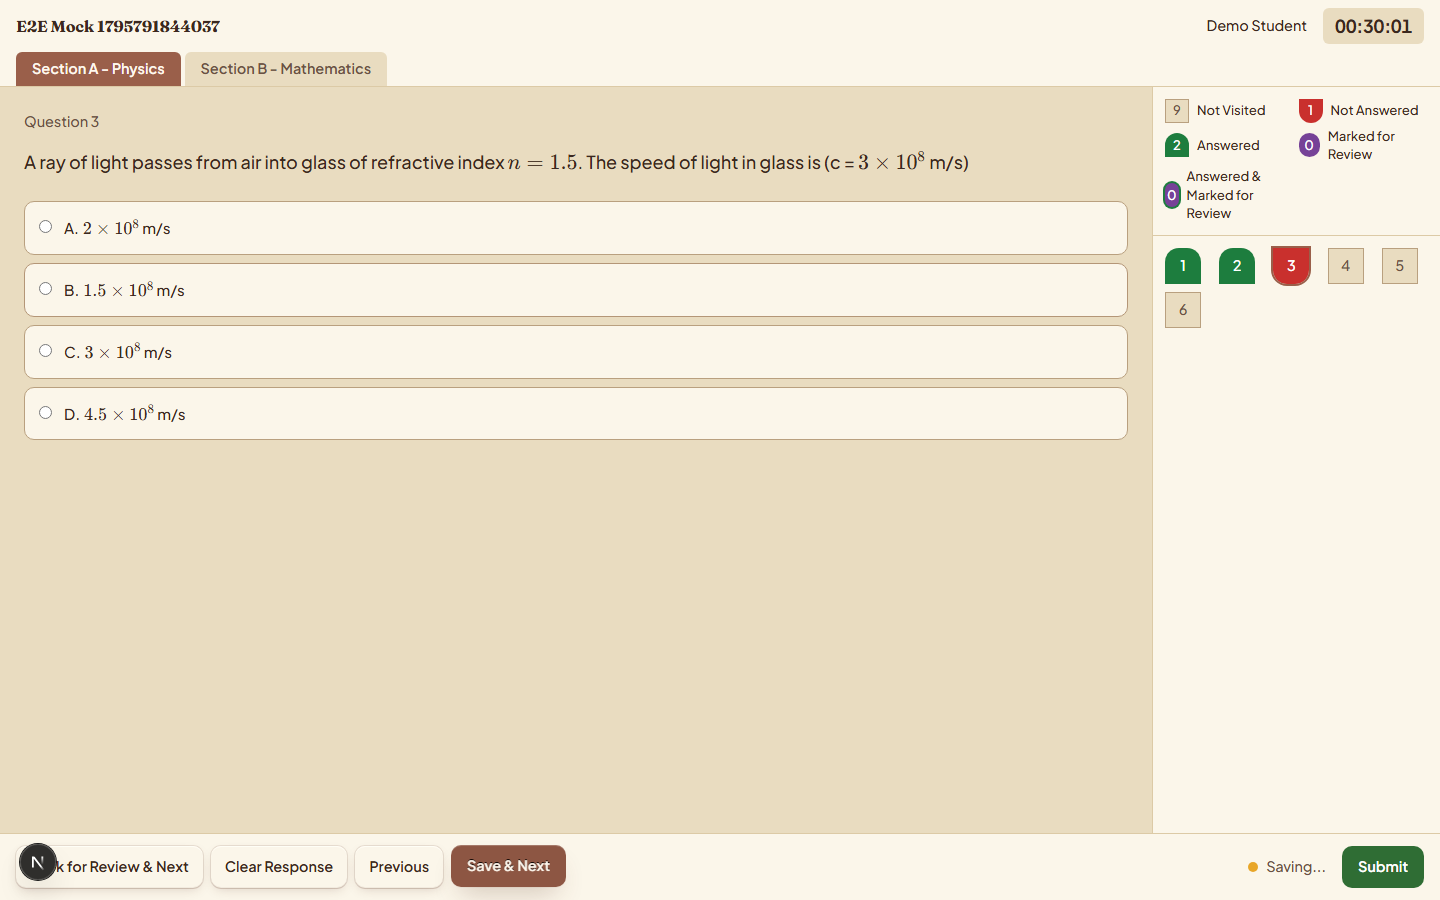 E2E Mock 1795791844037
Demo Student
00:30:01
Section A - Physics
Section B - Mathematics
Question 3
A ray of light passes from air into glass of refractive index n = 1.5. The speed of light in glass is (c = 3 × 10⁸ m/s)
A. 2 × 10⁸ m/s
B. 1.5 × 10⁸ m/s
C. 3 × 10⁸ m/s
D. 4.5 × 10⁸ m/s
9 Not Visited
1 Not Answered
2 Answered
0 Marked for
Review
0 Answered &
Marked for
Review
1 2 3 4 5
6
N
k for Review & Next
Clear Response
Previous
Save & Next
Saving...
Submit